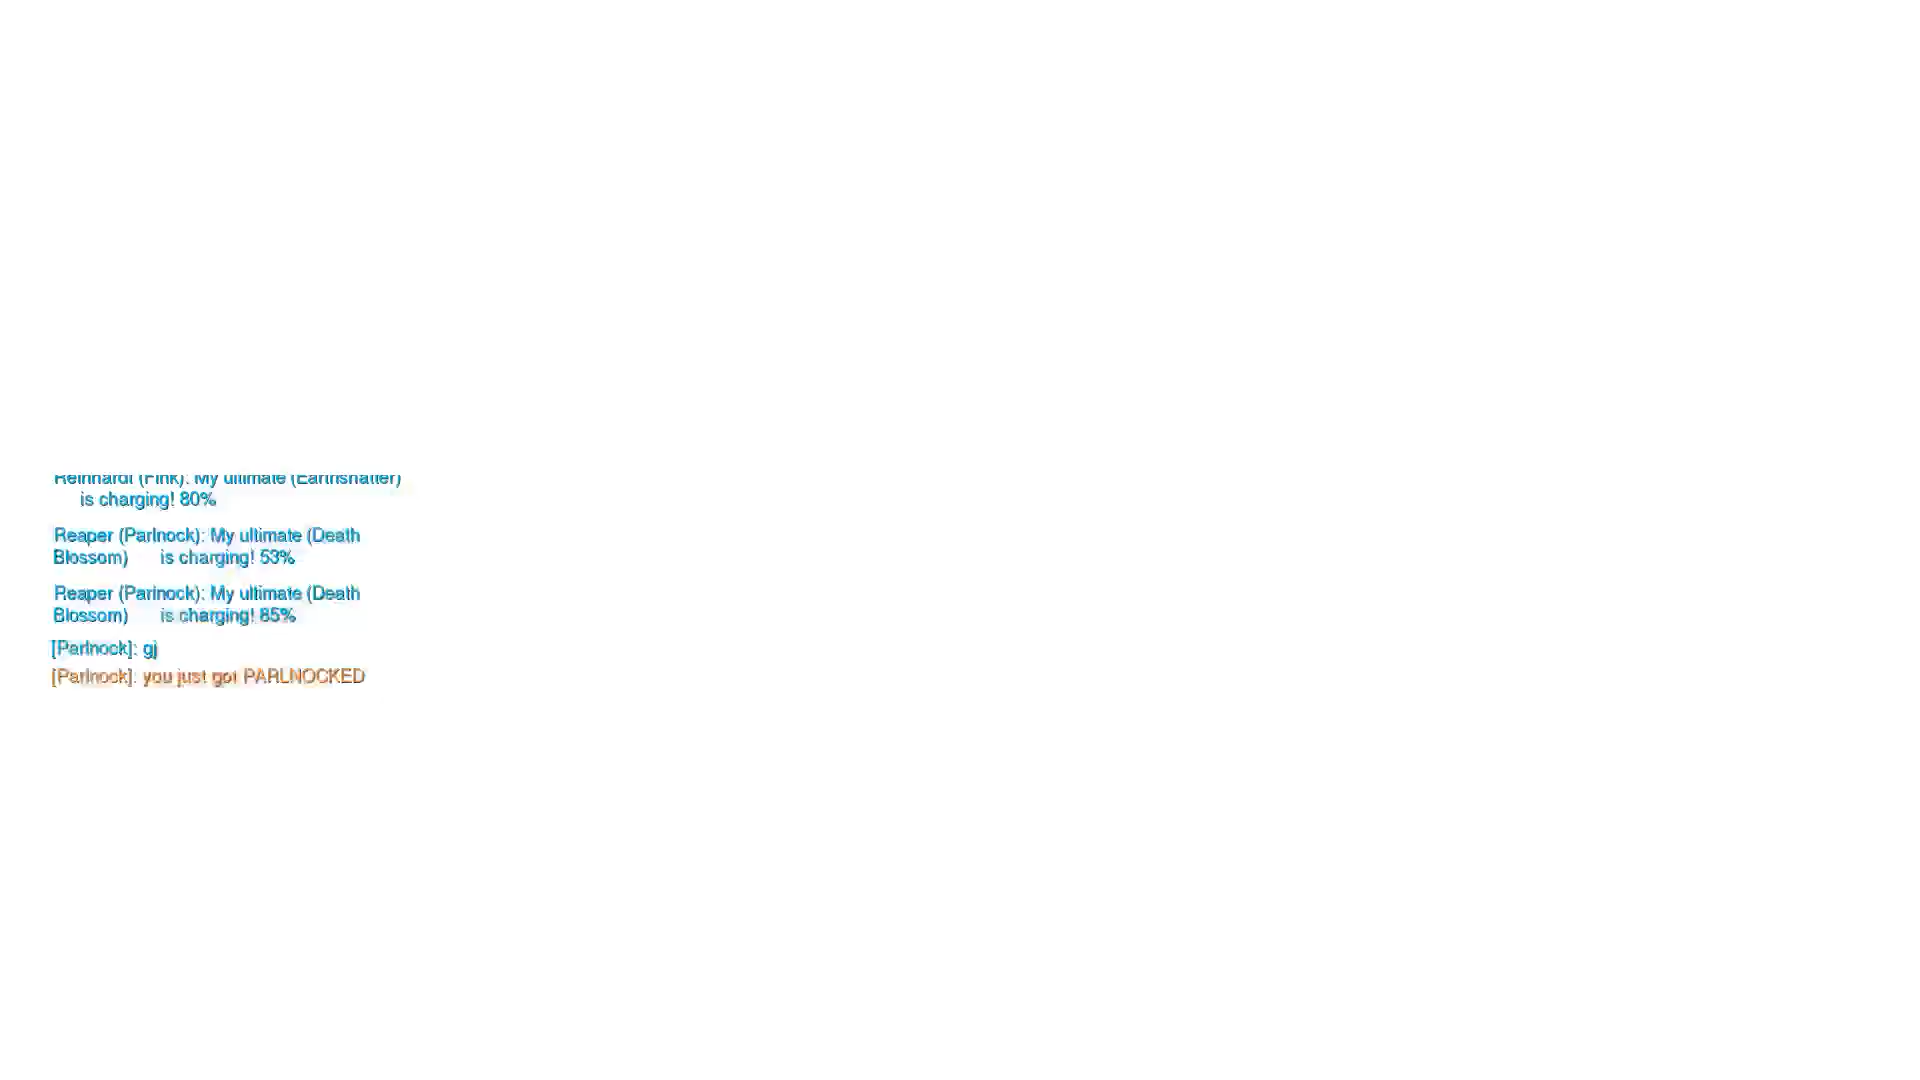 Reinhardt (Fink): My ultimate (Earthshatter)
is charging! 80%
Reaper (Parlnock): My ultimate (Death
Blossom) is charging! 53%
Reaper (Parlnock): My ultimate (Death
Blossom) is charging! 85%
[Parlnock]: gj
[Parlnock]: you just got PARLNOCKED